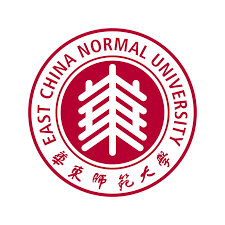 EAST CHINA NORMAL UNIVERSITY
華東師範大學